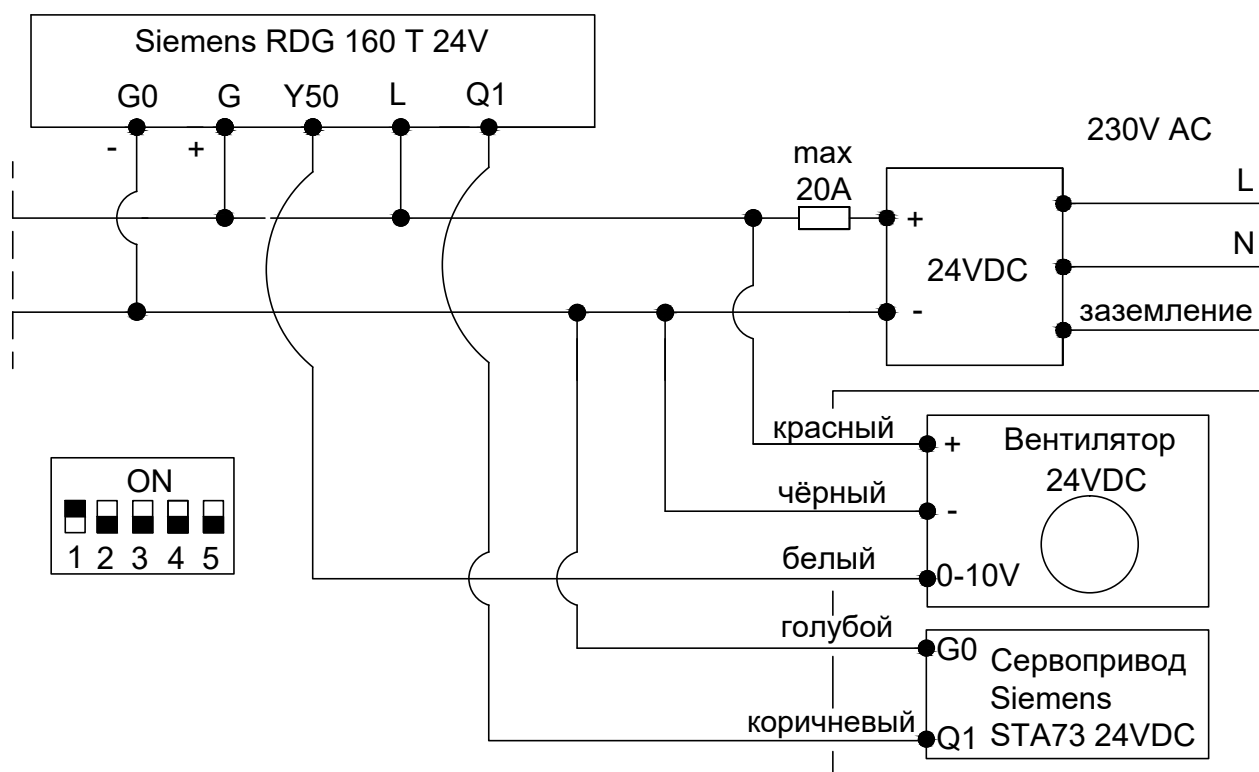 Siemens RDG 160 T 24V
G0 G Y50 L Q1
- +
230V AC
max
20A
L
+
N
24VDC
-
заземление
красный
+
Вентилятор
24VDC
чёрный
-
белый
0-10V
ON
1 2 3 4 5
голубой
G0
Сервопривод
Siemens
STA73 24VDC
коричневый
Q1